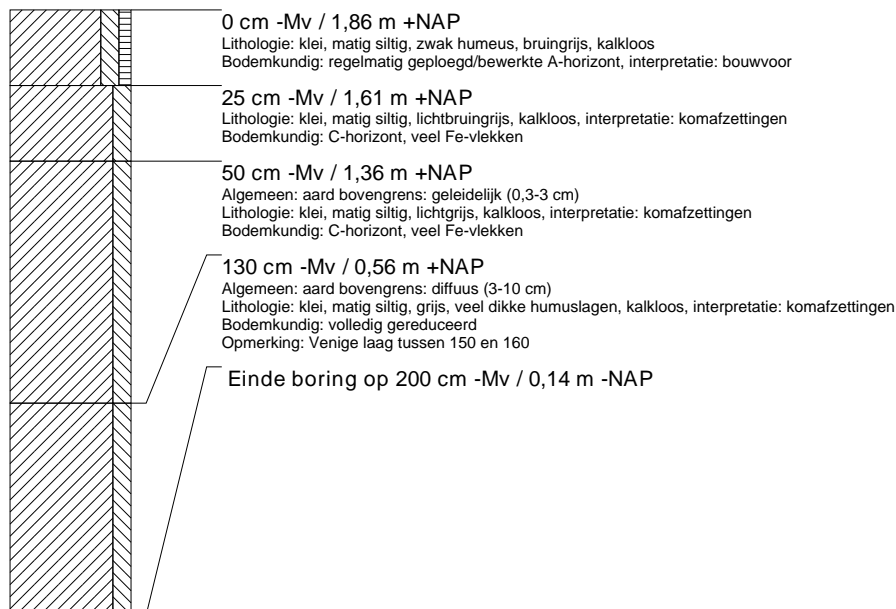 0 cm -Mv / 1,86 m +NAP
Lithologie: klei, matig siltig, zwak humeus, bruingrijs, kalkloos
Bodemkundig: regelmatig geploegd/bewerkte A-horizont, interpretatie: bouwvoor
25 cm -Mv / 1,61 m +NAP
Lithologie: klei, matig siltig, lichtbruingrijs, kalkloos, interpretatie: komafzettingen
Bodemkundig: C-horizont, veel Fe-vlekken
50 cm -Mv / 1,36 m +NAP
Algemeen: aard bovengrens: geleidelijk (0,3-3 cm)
Lithologie: klei, matig siltig, lichtgrijs, kalkloos, interpretatie: komafzettingen
Bodemkundig: C-horizont, veel Fe-vlekken
130 cm -Mv / 0,56 m +NAP
Algemeen: aard bovengrens: diffuus (3-10 cm)
Lithologie: klei, matig siltig, grijs, veel dikke humuslagen, kalkloos, interpretatie: komafzettingen
Bodemkundig: volledig gereduceerd
Opmerking: Venige laag tussen 150 en 160
Einde boring op 200 cm -Mv / 0,14 m -NAP